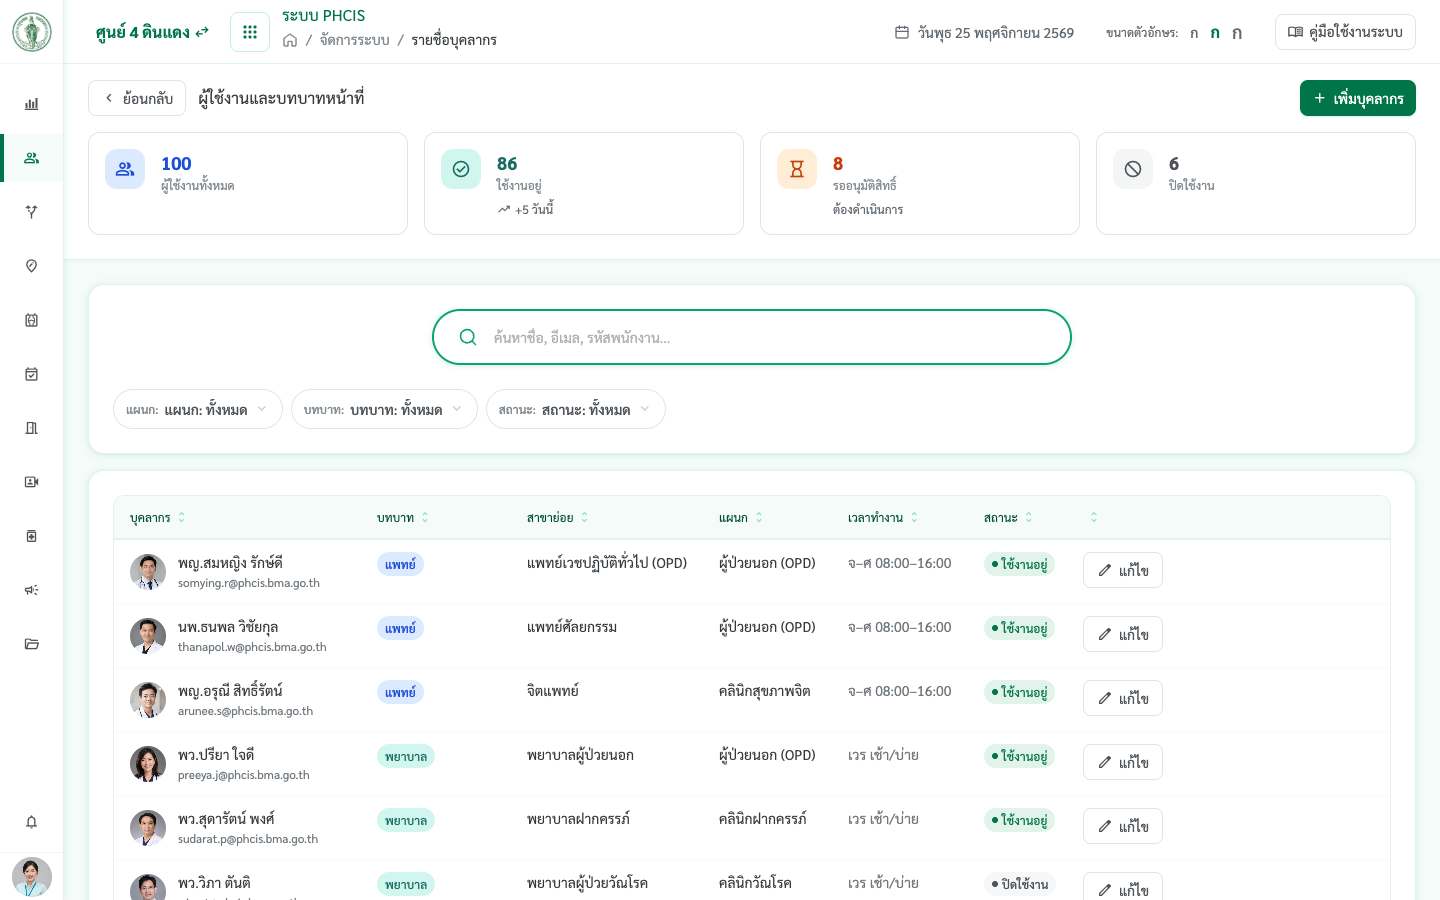 ศูนย์ 4 ดินแดง
ระบบ PHCIS
จัดการระบบ / รายชื่อบุคลากร
วันพุธ 25 พฤศจิกายน 2569
ขนาดตัวอักษร: ก ก ก
คู่มือใช้งานระบบ
ย้อนกลับ
ผู้ใช้งานและบทบาทหน้าที่
+ เพิ่มบุคลากร
100
ผู้ใช้งานทั้งหมด
86
ใช้งานอยู่
+5 วันนี้
8
รออนุมัติสิทธิ์
ต้องดำเนินการ
6
ปิดใช้งาน
ค้นหาชื่อ, อีเมล, รหัสพนักงาน...
แผนก: แผนก: ทั้งหมด
บทบาท: บทบาท: ทั้งหมด
สถานะ: สถานะ: ทั้งหมด
บุคลากร บทบาท สาขาย่อย แผนก เวลาทำงาน สถานะ
พญ.สมหญิง รักษ์ดี แพทย์ แพทย์เวชปฏิบัติทั่วไป (OPD) ผู้ป่วยนอก (OPD) จ–ศ 08:00–16:00 ใช้งานอยู่ แก้ไข
somying.r@phcis.bma.go.th
นพ.ธนพล วิชัยกุล แพทย์ แพทย์ศัลยกรรม ผู้ป่วยนอก (OPD) จ–ศ 08:00–16:00 ใช้งานอยู่ แก้ไข
thanapol.w@phcis.bma.go.th
พญ.อรุณี สิทธิ์รัตน์ แพทย์ จิตแพทย์ คลินิกสุขภาพจิต จ–ศ 08:00–16:00 ใช้งานอยู่ แก้ไข
arunee.s@phcis.bma.go.th
พว.ปรียา ใจดี พยาบาล พยาบาลผู้ป่วยนอก ผู้ป่วยนอก (OPD) เวร เช้า/บ่าย ใช้งานอยู่ แก้ไข
preeya.j@phcis.bma.go.th
พว.สุดารัตน์ พงศ์ พยาบาล พยาบาลฝากครรภ์ คลินิกฝากครรภ์ เวร เช้า/บ่าย ใช้งานอยู่ แก้ไข
sudarat.p@phcis.bma.go.th
พว.วิภา ตันติ พยาบาล พยาบาลผู้ป่วยวัณโรค คลินิกวัณโรค เวร เช้า/บ่าย ปิดใช้งาน แก้ไข